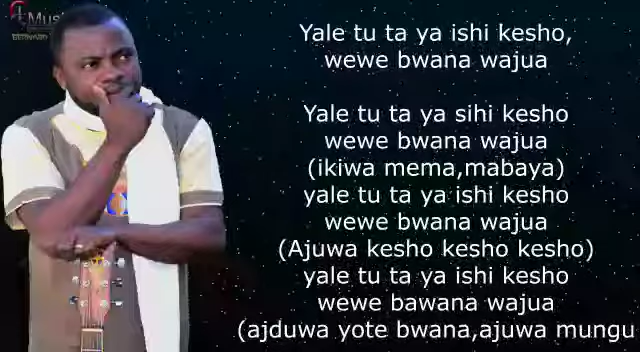 Mus
Yale tu ta ya ishi kesho,
wewe bwana wajua
Yale tu ta ya sihi kesho
wewe bwana wajua
(ikiwa mema,mabaya)
yale tu ta ya ishi kesho
wewe bwana wajua
(Ajuwa kesho kesho kesho)
yale tu ta ya ishi kesho
wewe bawana wajua
(ajduwa yote bwana,ajuwa mungu